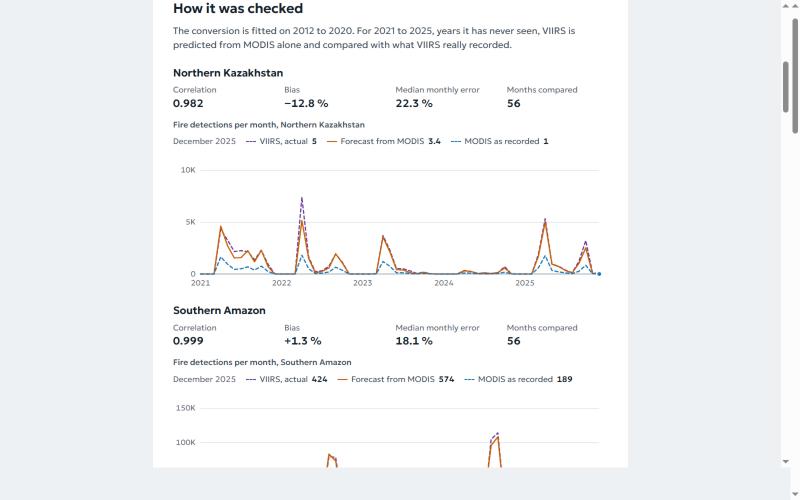 How it was checked
The conversion is fitted on 2012 to 2020. For 2021 to 2025, years it has never seen, VIIRS is
predicted from MODIS alone and compared with what VIIRS really recorded.
Northern Kazakhstan
Correlation Bias Median monthly error Months compared
0.982 −12.8 % 22.3 % 56
Fire detections per month, Northern Kazakhstan
December 2025 VIIRS, actual 5 Forecast from MODIS 3.4 MODIS as recorded 1
10K
5K
0
2021 2022 2023 2024 2025
Southern Amazon
Correlation Bias Median monthly error Months compared
0.999 +1.3 % 18.1 % 56
Fire detections per month, Southern Amazon
December 2025 VIIRS, actual 424 Forecast from MODIS 574 MODIS as recorded 189
150K
100K